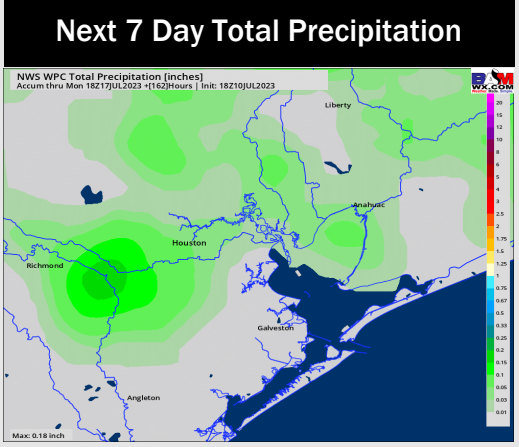 Next 7 Day Total Precipitation
NWS WPC Total Precipitation [inches]
Accum thru Mon 18Z17JUL2023 +[162]Hours | Init: 18Z10JUL2023
BAM
WX.COM
Liberty
Anahuac
Houston
Richmond
Galveston
Angleton
Max: 0.18 inch
20
15
12
10
8
6
5
4
3
2.5
2
1.75
1.5
1.25
1
0.75
0.67
0.5
0.33
0.25
0.2
0.15
0.1
0.05
0.03
0.01